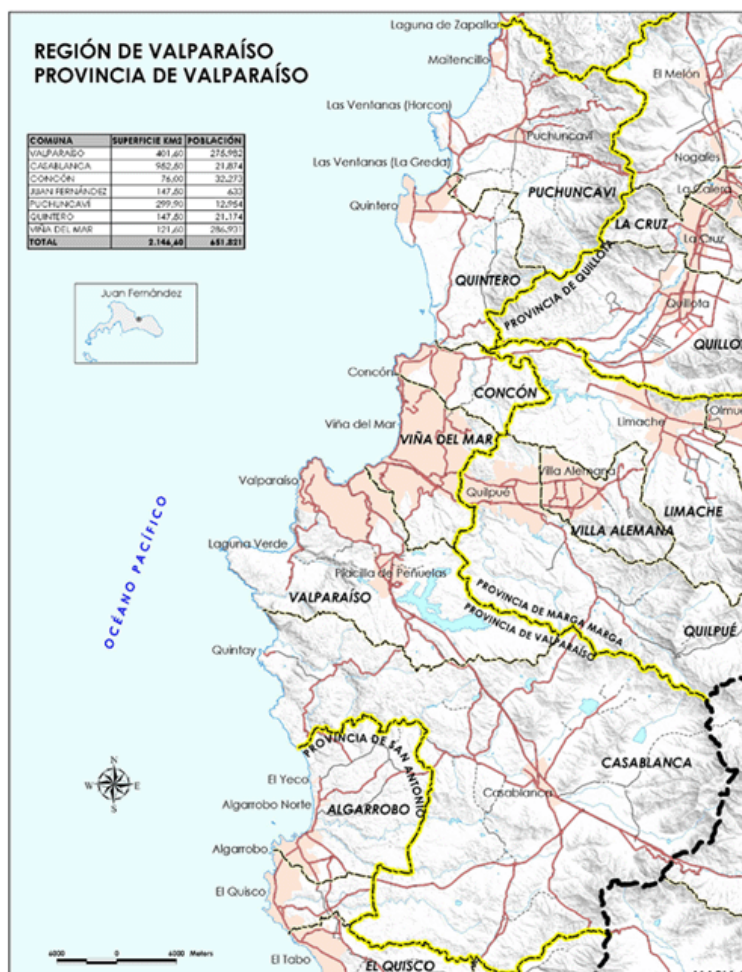 REGIÓN DE VALPARAÍSO
PROVINCIA DE VALPARAÍSO
COMUNA SUPERFICIE KM2 POBLACIÓN
VALPARAÍSO 401,60 275,982
CASABLANCA 952,50 21,874
CONCÓN 76,00 32,273
JUAN FERNÁNDEZ 147,50 633
PUCHUNCAVÍ 299,90 12,954
QUINTERO 147,50 21,174
VIÑA DEL MAR 121,60 286,931
TOTAL 2.146,60 651.821
Juan Fernández
Laguna de Zapallar
Maitencillo
El Melón
Las Ventanas (Horcon)
Puchuncaví
Nogales
Las Ventanas (La Greda)
La Calera
PUCHUNCAVI
Quintero
LA CRUZ
La Cruz
QUINTERO
PROVINCIA DE QUILLOTA
Quillota
QUILLOT
Concón
CONCÓN
Olmue
Viña del Mar
VIÑA DEL MAR
Limache
Valparaíso
Villa Alemana
Quilpué
LIMACHE
VILLA ALEMANA
Laguna Verde
Placilla de Peñuelas
VALPARAÍSO
OCÉANO PACÍFICO
PROVINCIA DE MARGA MARGA
PROVINCIA DE VALPARAÍSO
QUILPUÉ
Quintay
PROVINCIA DE SAN ANTONIO
CASABLANCA
N
W E
S
El Yeco
Casablanca
Algarrobo Norte
ALGARROBO
Algarrobo
El Quisco
6000 0 6000 Meters
El Tabo
EL QUISCO